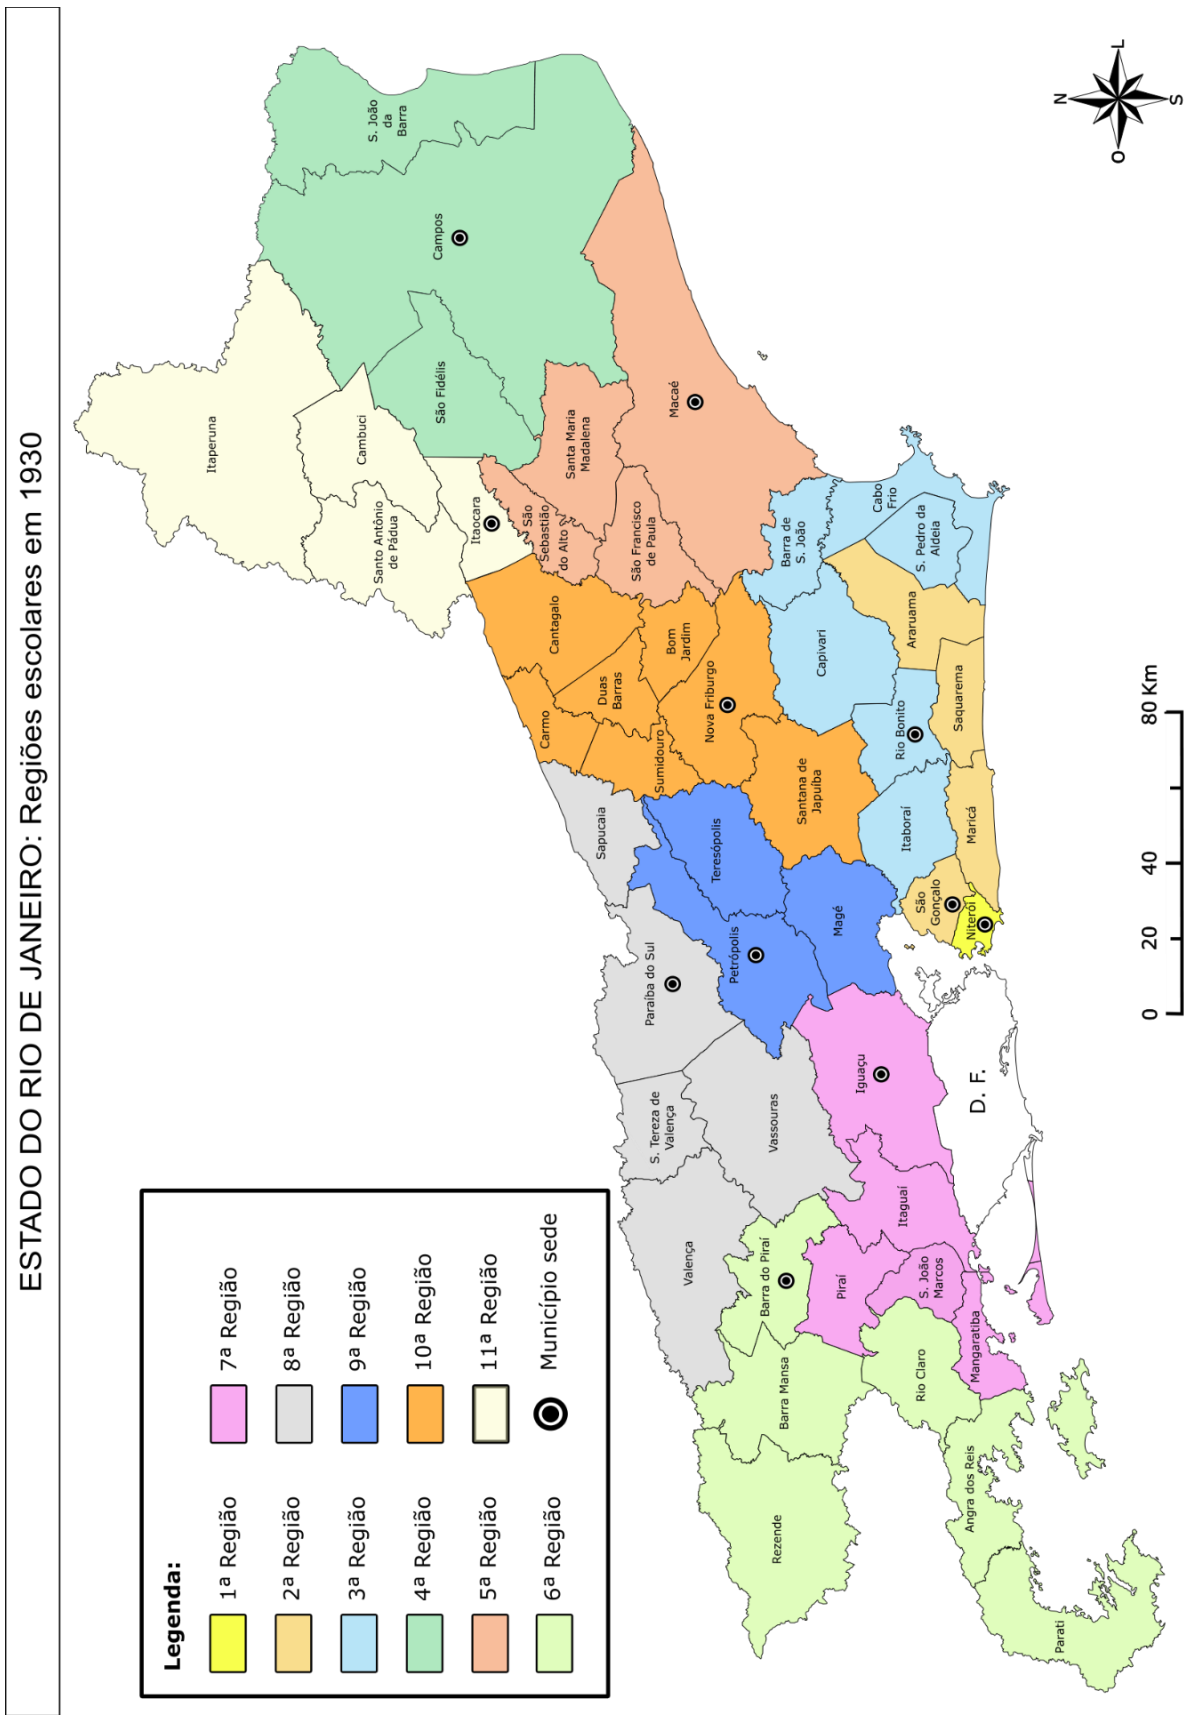 ESTADO DO RIO DE JANEIRO: Regiões escolares em 1930
Itaperuna
Cambuci
Santo Antônio
de Pádua
Itaocara
S. João
da
Barra
Campos
São Fidélis
São
Sebastião
do Alto
Santa Maria
Madalena
São Francisco
de Paula
Macaé
Cantagalo
Carmo
Duas
Barras
Bom
Jardim
Sumidouro
Nova Friburgo
Santana de
Japuíba
Barra de
S. João
Cabo
Frio
S. Pedro da
Aldeia
Capivari
Araruama
Saquarema
Rio Bonito
Itaboraí
Maricá
São
Gonçalo
Niterói
Sapucaia
Teresópolis
Petrópolis
Magé
Paraíba do Sul
S. Tereza de
Valença
Vassouras
Valença
Iguaçu
Itaguaí
D. F.
Barra do Piraí
Piraí
S. João
Marcos
Mangaratiba
Barra Mansa
Rio Claro
Rezende
Angra dos Reis
Parati
Legenda:
1ª Região
2ª Região
3ª Região
4ª Região
5ª Região
6ª Região
7ª Região
8ª Região
9ª Região
10ª Região
11ª Região
Município sede
N
L
S
O
0 20 40 80 Km